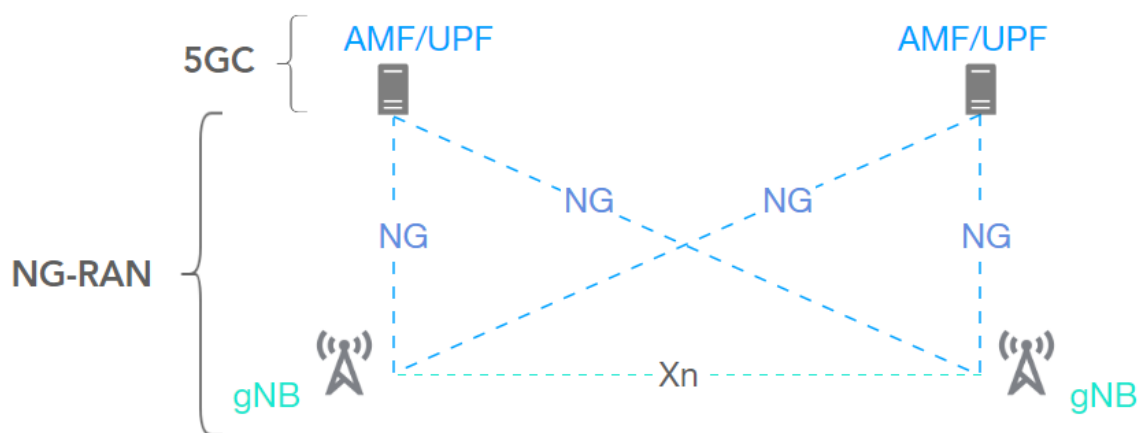 AMF/UPF
AMF/UPF
5GC
NG
NG
NG
NG
NG-RAN
Xn
gNB
gNB